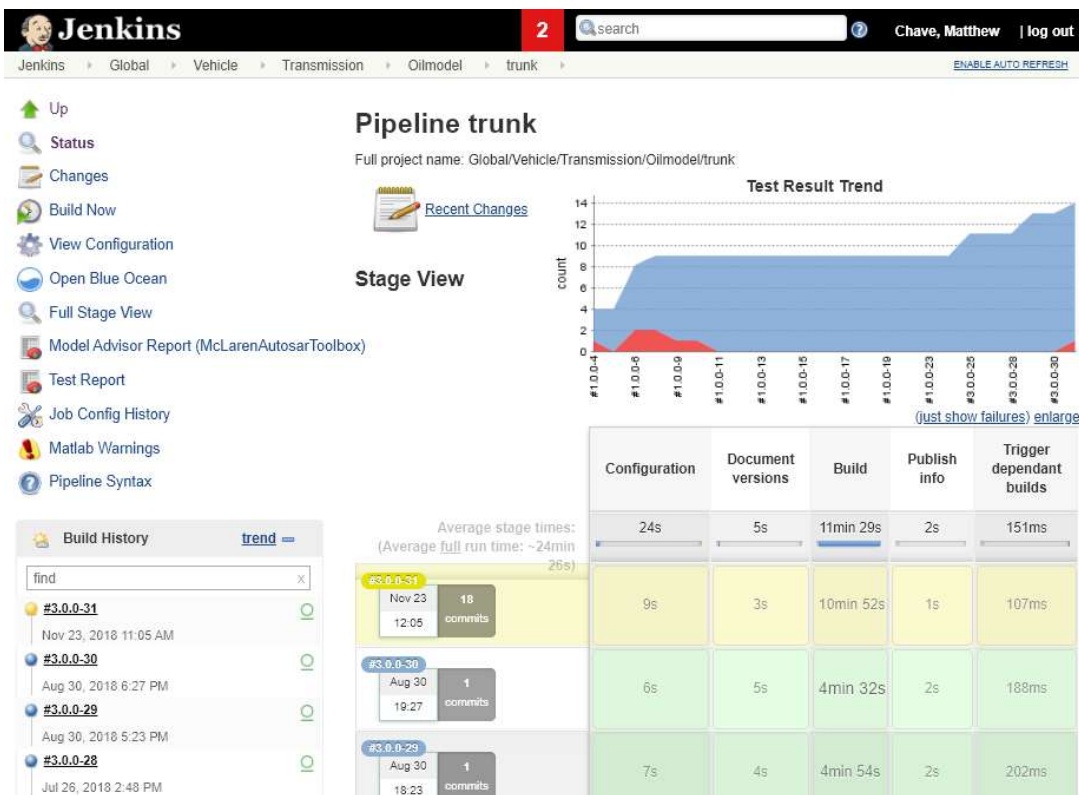 Jenkins
2
search
Chave, Matthew | log out
Jenkins Global Vehicle Transmission Oilmodel trunk
ENABLE AUTO REFRESH
Up
Status
Changes
Build Now
View Configuration
Open Blue Ocean
Full Stage View
Model Advisor Report (McLarenAutosarToolbox)
Test Report
Job Config History
Matlab Warnings
Pipeline Syntax
Pipeline trunk
Full project name: Global/Vehicle/Transmission/Oilmodel/trunk
Recent Changes
Test Result Trend
count
14
12
10
8
6
4
2
0
#1.0.0-4
#1.0.0-6
#1.0.0-9
#1.0.0-11
#1.0.0-13
#1.0.0-15
#1.0.0-17
#1.0.0-19
#1.0.0-23
#3.0.0-25
#3.0.0-28
#3.0.0-30
(just show failures) enlarge
Stage View
Configuration
Document
versions
Build
Publish
info
Trigger
dependant
builds
Average stage times:
(Average full run time: ~24min
26s)
24s
5s
11min 29s
2s
151ms
#3.0.0-31
Nov 23
12:05
18
commits
9s
3s
10min 52s
1s
107ms
#3.0.0-30
Aug 30
19:27
1
commits
6s
5s
4min 32s
2s
188ms
#3.0.0-29
Aug 30
18:23
1
commits
7s
4s
4min 54s
2s
202ms
Build History
trend
find
x
#3.0.0-31
Nov 23, 2018 11:05 AM
#3.0.0-30
Aug 30, 2018 6:27 PM
#3.0.0-29
Aug 30, 2018 5:23 PM
#3.0.0-28
Jul 26, 2018 2:48 PM